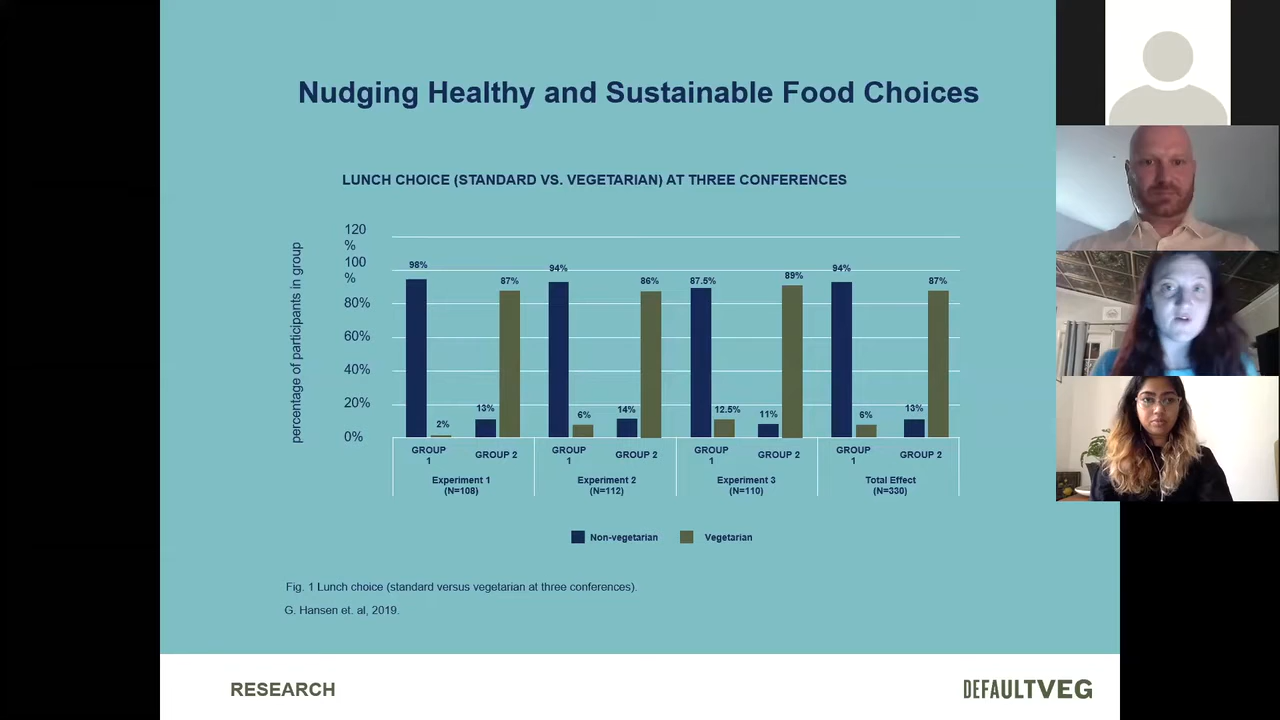 Nudging Healthy and Sustainable Food Choices
LUNCH CHOICE (STANDARD VS. VEGETARIAN) AT THREE CONFERENCES
percentage of participants in group
120
%
100
%
80%
60%
40%
20%
0%
98%
2%
13%
87%
94%
6%
14%
86%
87.5%
12.5%
11%
89%
94%
6%
13%
87%
GROUP
1
GROUP 2
GROUP
1
GROUP 2
GROUP
1
GROUP 2
GROUP
1
GROUP 2
Experiment 1
(N=108)
Experiment 2
(N=112)
Experiment 3
(N=110)
Total Effect
(N=330)
Non-vegetarian
Vegetarian
Fig. 1 Lunch choice (standard versus vegetarian at three conferences).
G. Hansen et. al, 2019.
RESEARCH
DEFAULTVEG